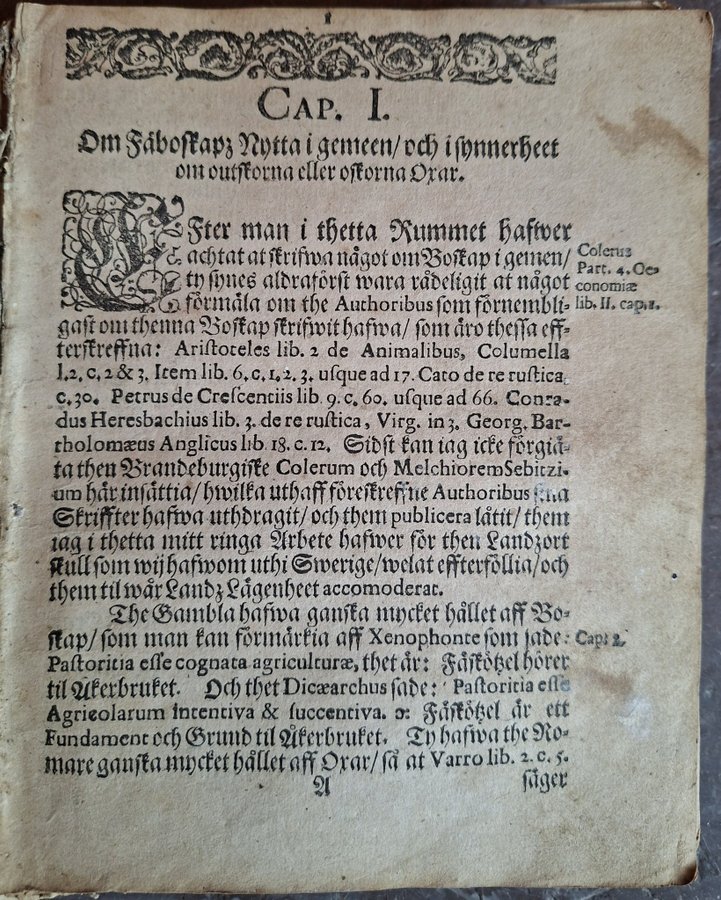 1
CAP. I.
Om Fäboskapz Nytta i gemeen/ och i synnerheet
om outskorna eller oskorna Oxar.
EFter man i thetta Rummet hafwer
achtat at skrifwa något om Boskap i gemen/
ty synes aldraförst wara rådeligit at något
förmäla om the Authoribus som förnembli-
gast om thenna Boskap skrifwit hafwa/ som äro thessa eff-
terskreffna: Aristoteles lib. 2 de Animalibus, Columella
l. 2. c. 2 & 3. Item lib. 6. c. 1. 2. 3. usque ad 17. Cato de re rustica
c. 30. Petrus de Crescentiis lib. 9. c. 60. usque ad 66. Conra-
dus Heresbachius lib. 3. de re rustica, Virg. in 3. Georg. Bar-
tholomæus Anglicus lib. 18. c. 12. Sidst kan iag icke förgiä-
ta then Brandeburgiske Colerum och Melchiorem Sebitzi-
um här insättia/ hwilka uthaff föreskreffne Authoribus sina
Skriffter hafwa uthdragit/ och them publicera låtit/ them
iag i thetta mitt ringa Arbete hafwer för then Landzort
skull som wij hafwom uthi Swerige/ welat effterföllia/ och
them til wår Landz Lägenheet accomoderat.
The Gambla hafwa ganska mycket hållet aff Bo-
skap/ som man kan förmärkia aff Xenophonte som sade:
Pastoritia esse cognata agriculturæ, thet är: Fäskötzel hörer
til Åkerbruket. Och thet Dicæarchus sade: Pastoritia esse
Agricolarum intentiva & succentiva. ɔ: Fäskötzel är ett
Fundament och Grund til Åkerbruket. Ty hafwa the Ro-
mare ganska mycket hållet aff Oxar/ så at Varro lib. 2. c. 5.
A säger
Colerus
Part. 4. Oe-
conomiæ
lib. II. cap. 1.
Cap. 2.